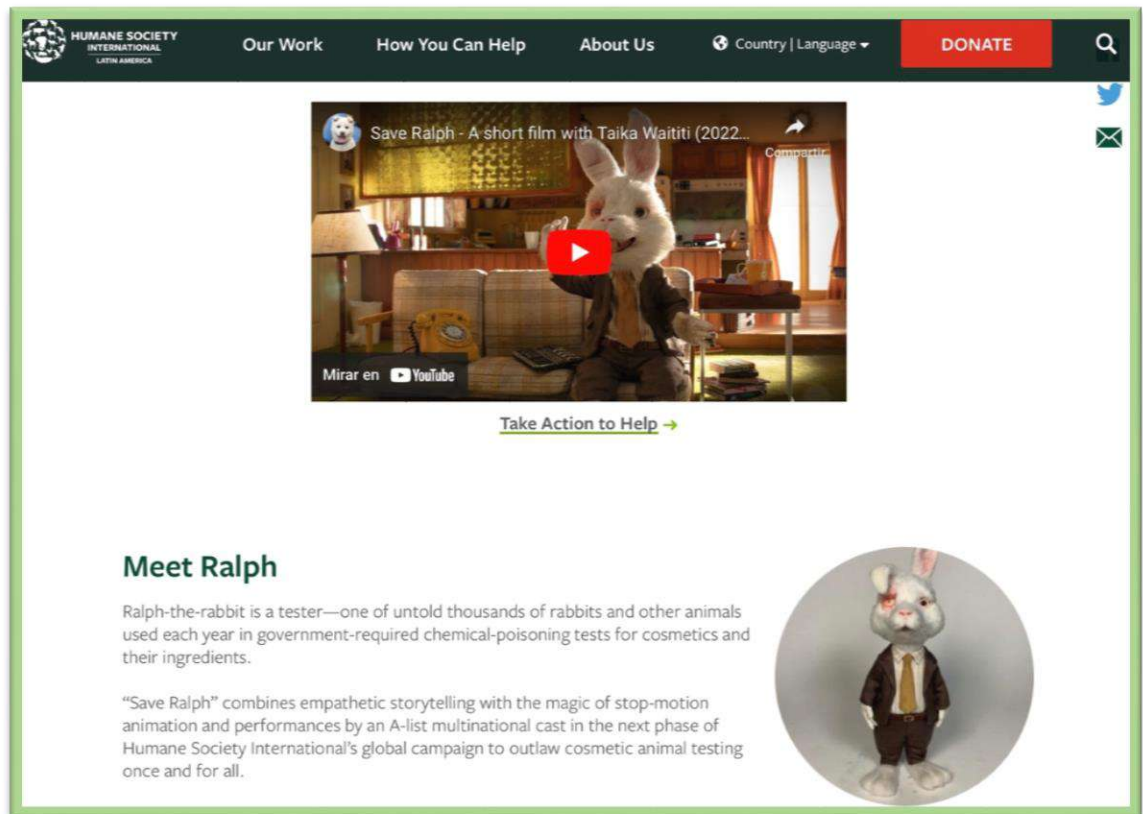 HUMANE SOCIETY
INTERNATIONAL
LATIN AMERICA
Our Work
How You Can Help
About Us
Country | Language
DONATE
Save Ralph - A short film with Taika Waititi (2022...
Compartir
Mirar en YouTube
Take Action to Help →
Meet Ralph
Ralph-the-rabbit is a tester—one of untold thousands of rabbits and other animals
used each year in government-required chemical-poisoning tests for cosmetics and
their ingredients.
“Save Ralph” combines empathetic storytelling with the magic of stop-motion
animation and performances by an A-list multinational cast in the next phase of
Humane Society International’s global campaign to outlaw cosmetic animal testing
once and for all.